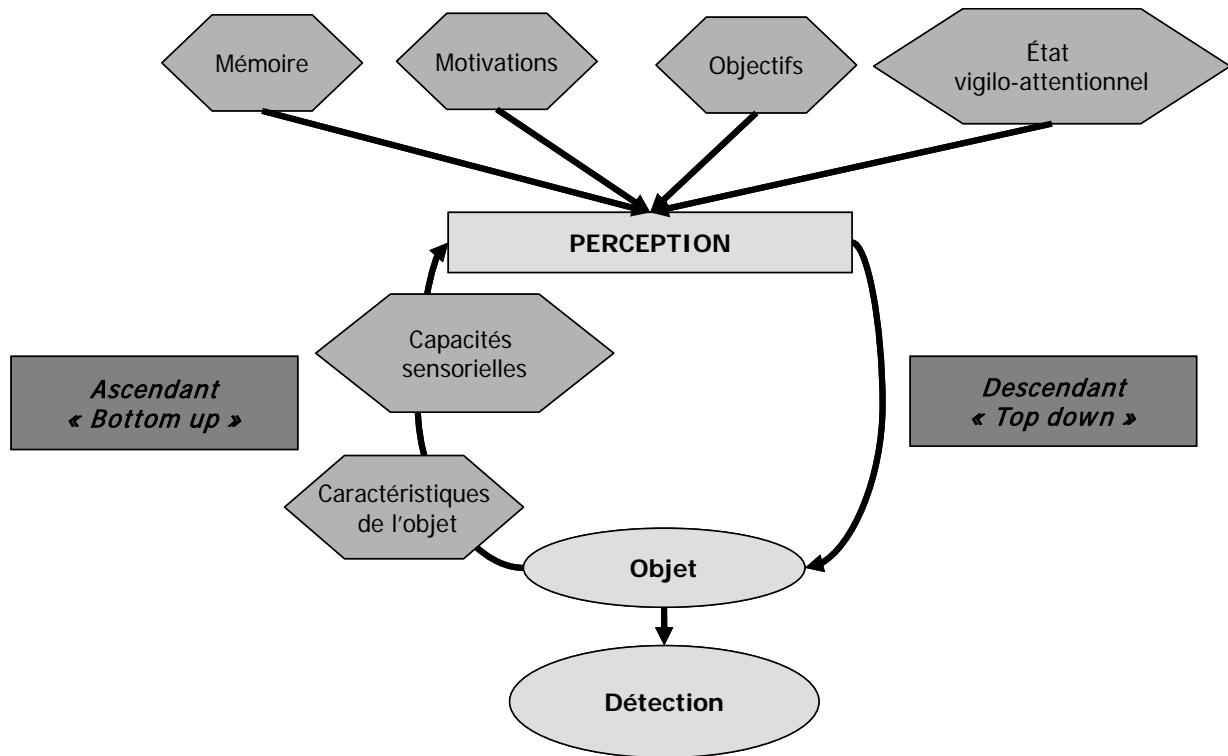 Mémoire
Motivations
Objectifs
État
vigilo-attentionnel
PERCEPTION
Capacités
sensorielles
Ascendant
« Bottom up »
Descendant
« Top down »
Caractéristiques
de l'objet
Objet
Détection